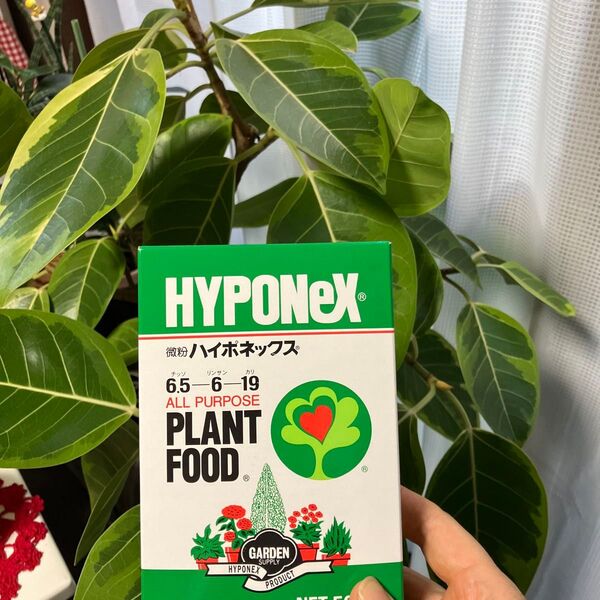 HYPONeX®
微粉 ハイポネックス®
チッソ リンサン カリ
6.5-6-19
ALL PURPOSE
PLANT
FOOD®
®
GARDEN
SUPPLY
HYPONEX PRODUCT
NET